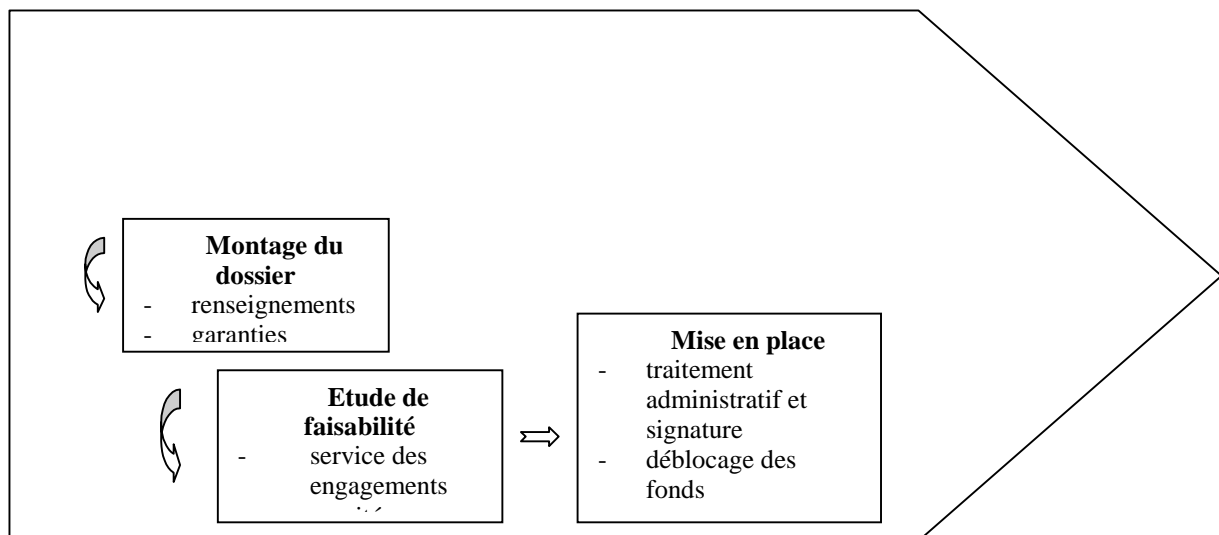 Montage du
dossier
- renseignements
- garanties
Etude de
faisabilité
- service des
engagements
Mise en place
- traitement
administratif et
signature
- déblocage des
fonds